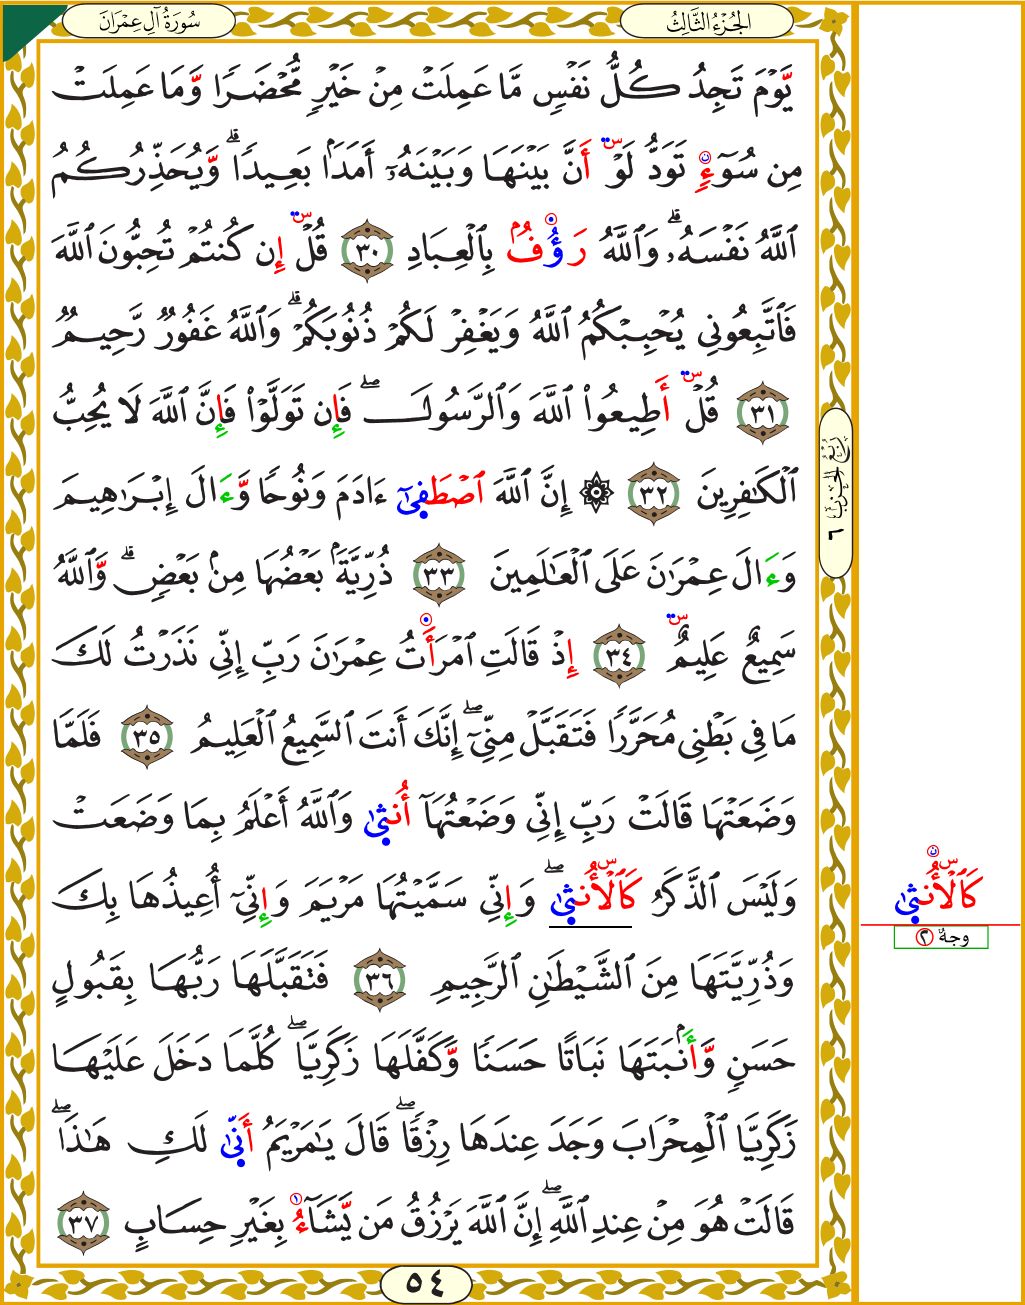 سُورَةُ آلِ عِمْرَانَ
الجُزْءُ الثَّالِثُ
يَّوْمَ تَجِدُ كُلُّ نَفْسٖ مَّا عَمِلَتْ مِنْ خَيْرٖ مُّحْضَرٗا وَّمَا عَمِلَتْ
مِن سُوٓءٖ تَوَدُّ لَوْ أَنَّ بَيْنَهَا وَبَيْنَهُۥٓ أَمَدَۢا بَعِيدٗاۗ وَّيُحَذِّرُكُمُ
ٱللَّهُ نَفْسَهُۥۗ وَٱللَّهُ رَؤُفُۢ بِٱلْعِبَادِ ٣٠ قُلْ إِن كُنتُمْ تُحِبُّونَ ٱللَّهَ
فَٱتَّبِعُونِي يُحْبِبْكُمُ ٱللَّهُ وَيَغْفِرْ لَكُمْ ذُنُوبَكُمْۗ وَٱللَّهُ غَفُورٞ رَّحِيمٞ
٣١ قُلْ أَطِيعُوا۟ ٱللَّهَ وَٱلرَّسُولَۖ فَإِن تَوَلَّوْا۟ فَإِنَّ ٱللَّهَ لَا يُحِبُّ
ٱلْكَٰفِرِينَ ٣٢ ۞ إِنَّ ٱللَّهَ ٱصْطَفٜىٰٓ ءَادَمَ وَنُوحٗا وَّءَالَ إِبْرَٰهِيمَ
وَءَالَ عِمْرَٰنَ عَلَى ٱلْعَٰلَمِينَ ٣٣ ذُرِّيَّةَۢ بَعْضُهَا مِنۢ بَعْضٖۗ وَّٱللَّهُ
سَمِيعٌ عَلِيمٌ ٣٤ إِذْ قَالَتِ ٱمْرَأَتُ عِمْرَٰنَ رَبِّ إِنِّي نَذَرْتُ لَكَ
مَا فِي بَطْنِي مُحَرَّرٗا فَتَقَبَّلْ مِنِّيٓۖ إِنَّكَ أَنتَ ٱلسَّمِيعُ ٱلْعَلِيمُ ٣٥ فَلَمَّا
وَضَعَتْهَا قَالَتْ رَبِّ إِنِّي وَضَعْتُهَآ أُنثٜىٰ وَٱللَّهُ أَعْلَمُ بِمَا وَضَعَتْ
وَلَيْسَ ٱلذَّكَرُ كَٱلْأُنثٜىٰۖ وَإِنِّي سَمَّيْتُهَا مَرْيَمَ وَإِنِّيٓ أُعِيذُهَا بِكَ
وَذُرِّيَّتَهَا مِنَ ٱلشَّيْطَٰنِ ٱلرَّجِيمِ ٣٦ فَتَقَبَّلَهَا رَبُّهَا بِقَبُولٍ
حَسَنٖ وَّأَنۢبَتَهَا نَبَاتًا حَسَنٗا وَّكَفَّلَهَا زَكَرِيَّاۖ كُلَّمَا دَخَلَ عَلَيْهَا
زَكَرِيَّا ٱلْمِحْرَابَ وَجَدَ عِندَهَا رِزْقٗاۖ قَالَ يَٰمَرْيَمُ أَنّٜىٰ لَكِ هَٰذَاۖ
قَالَتْ هُوَ مِنْ عِندِ ٱللَّهِۖ إِنَّ ٱللَّهَ يَرْزُقُ مَن يَّشَآءُ بِغَيْرِ حِسَابٍ ٣٧
٥٤
رُبْعُ الحِزْبِ ٦
كَٱلْأُنثٜىٰ
وجهٌ ٢